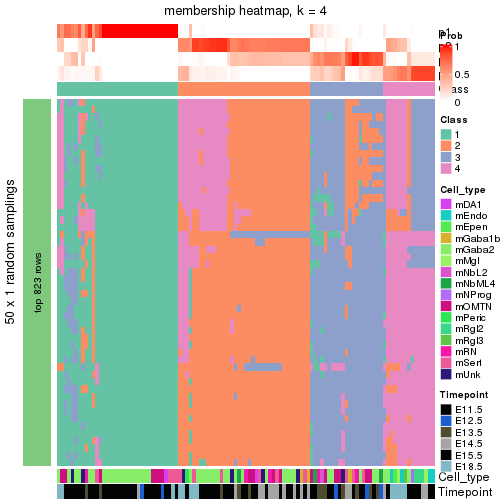 membership heatmap, k = 4
Prob
1
0.5
0
Class
1
2
3
4
50 x 1 random samplings
top 823 rows
Cell_type
mDA1
mEndo
mEpen
mGaba1b
mGaba2
mMgl
mNbL2
mNbML4
mNProg
mOMTN
mPeric
mRgl2
mRgl3
mRN
mSert
mUnk
Timepoint
E11.5
E12.5
E13.5
E14.5
E15.5
E18.5
Cell_type
Timepoint